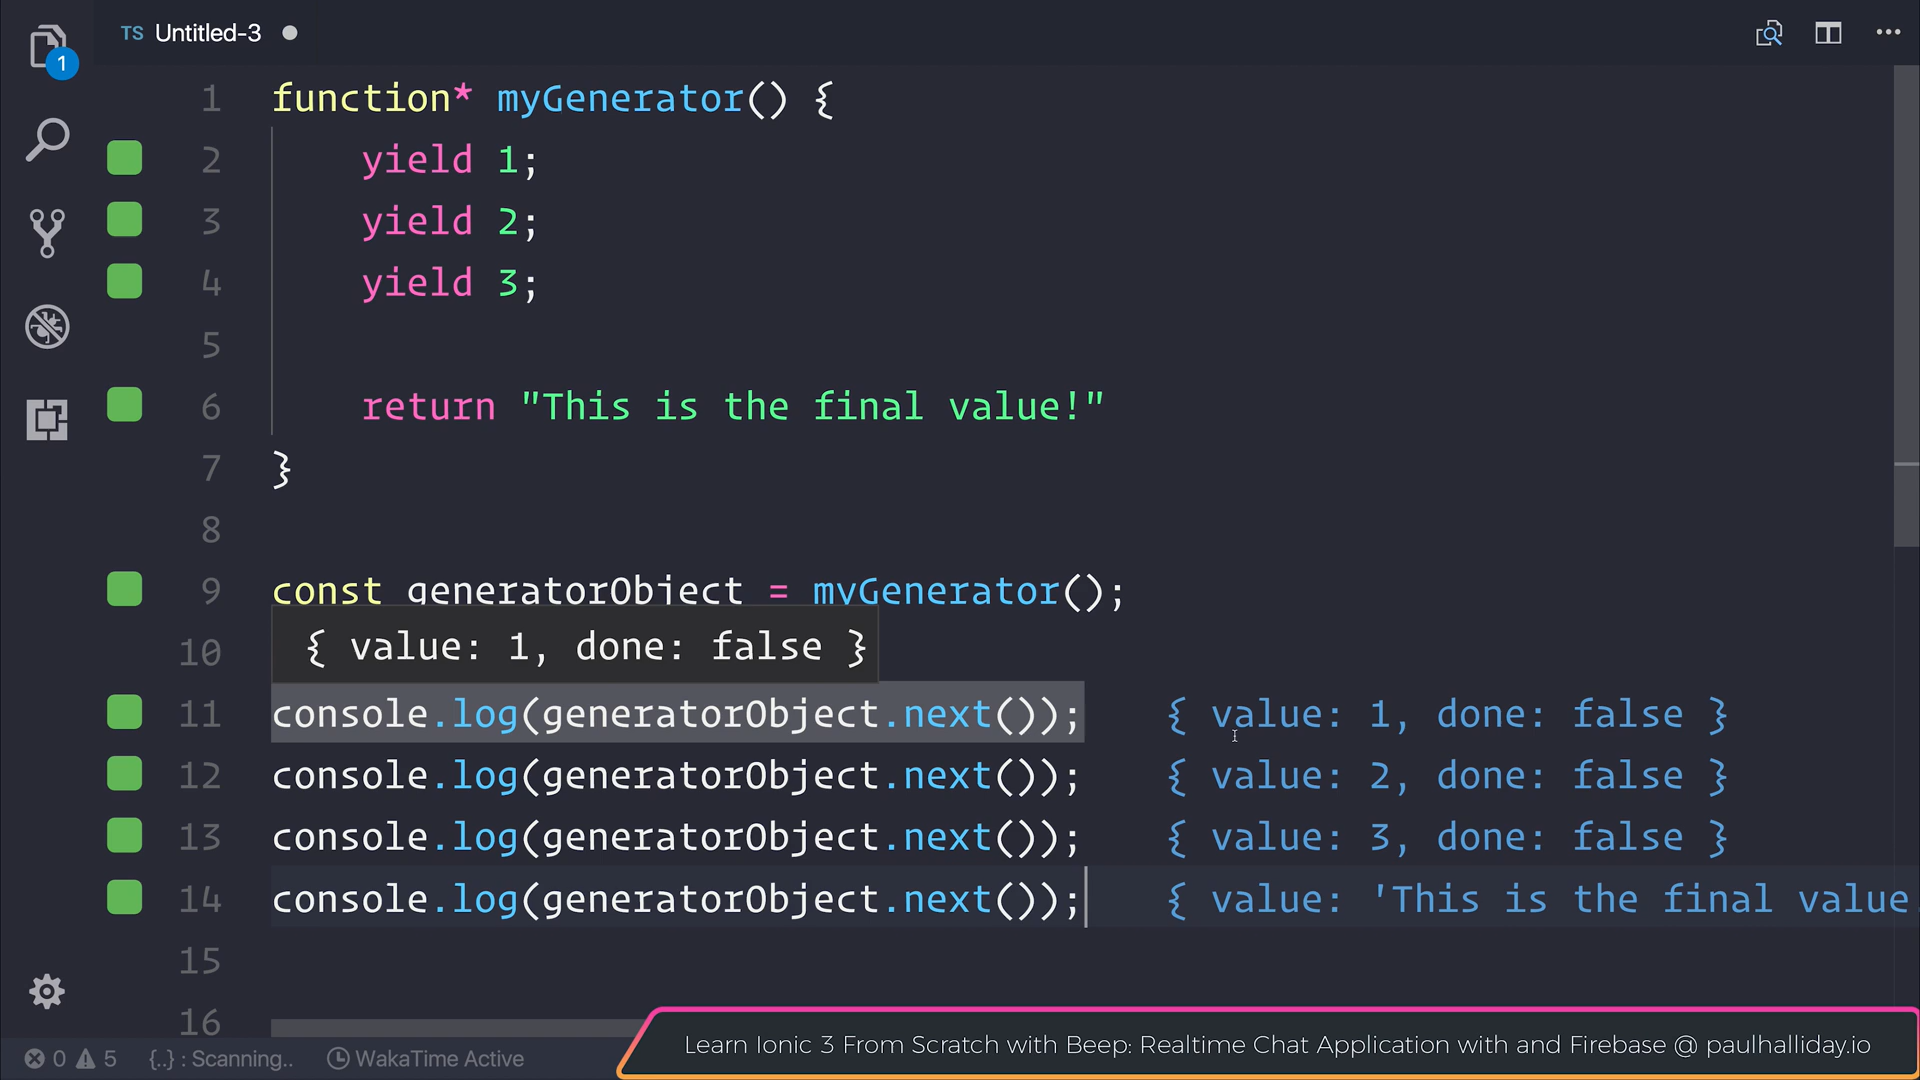 TS Untitled-3
1
1 function* myGenerator() {
2 yield 1;
3 yield 2;
4 yield 3;
5
6 return "This is the final value!"
7 }
8
9 const generatorObject = myGenerator();
{ value: 1, done: false }
10
11 console.log(generatorObject.next()); { value: 1, done: false }
12 console.log(generatorObject.next()); { value: 2, done: false }
13 console.log(generatorObject.next()); { value: 3, done: false }
14 console.log(generatorObject.next()); { value: 'This is the final value
15
16
Learn Ionic 3 From Scratch with Beep: Realtime Chat Application with and Firebase @ paulhalliday.io
0 5 {..} : Scanning.. WakaTime Active